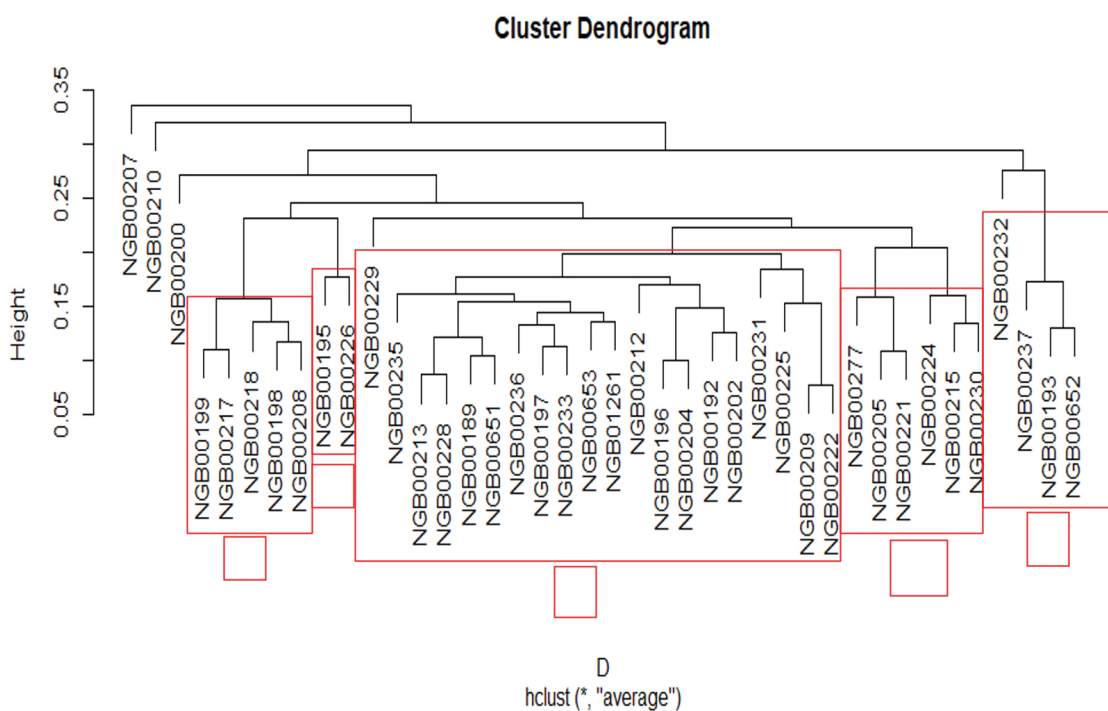 Cluster Dendrogram
Height
0.35
0.25
0.15
0.05
NGB00207
NGB00210
NGB00200
NGB00199
NGB00217
NGB00218
NGB00198
NGB00208
NGB00195
NGB00226
NGB00229
NGB00235
NGB00213
NGB00228
NGB00189
NGB00651
NGB00236
NGB00197
NGB00233
NGB00653
NGB01261
NGB00212
NGB00196
NGB00204
NGB00192
NGB00202
NGB00231
NGB00225
NGB00209
NGB00222
NGB00277
NGB00205
NGB00221
NGB00224
NGB00215
NGB00230
NGB00232
NGB00237
NGB00193
NGB00652
D
hclust (*, "average")